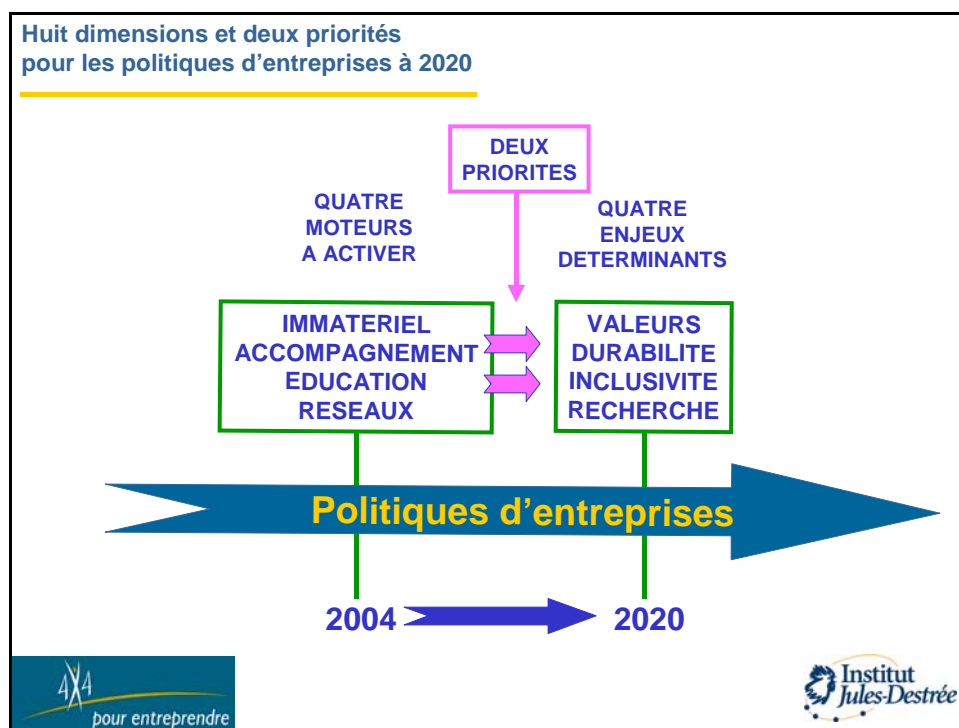 Huit dimensions et deux priorités
pour les politiques d'entreprises à 2020
DEUX
PRIORITES
QUATRE
MOTEURS
A ACTIVER
QUATRE
ENJEUX
DETERMINANTS
IMMATERIEL
ACCOMPAGNEMENT
EDUCATION
RESEAUX
VALEURS
DURABILITE
INCLUSIVITE
RECHERCHE
Politiques d'entreprises
2004
2020
4X4
pour entreprendre
Institut
Jules-Destrée